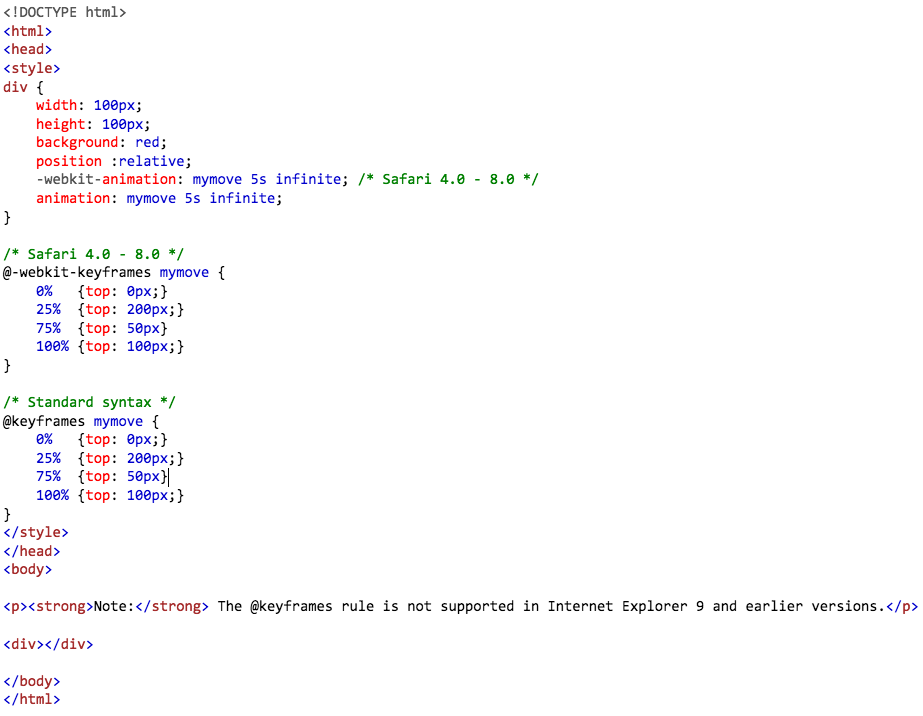 <!DOCTYPE html>
<html>
<head>
<style>
div {
    width: 100px;
    height: 100px;
    background: red;
    position :relative;
    -webkit-animation: mymove 5s infinite; /* Safari 4.0 - 8.0 */
    animation: mymove 5s infinite;
}

/* Safari 4.0 - 8.0 */
@-webkit-keyframes mymove {
    0%   {top: 0px;}
    25%  {top: 200px;}
    75%  {top: 50px}
    100% {top: 100px;}
}

/* Standard syntax */
@keyframes mymove {
    0%   {top: 0px;}
    25%  {top: 200px;}
    75%  {top: 50px}
    100% {top: 100px;}
}
</style>
</head>
<body>

<p><strong>Note:</strong> The @keyframes rule is not supported in Internet Explorer 9 and earlier versions.</p>

<div></div>

</body>
</html>